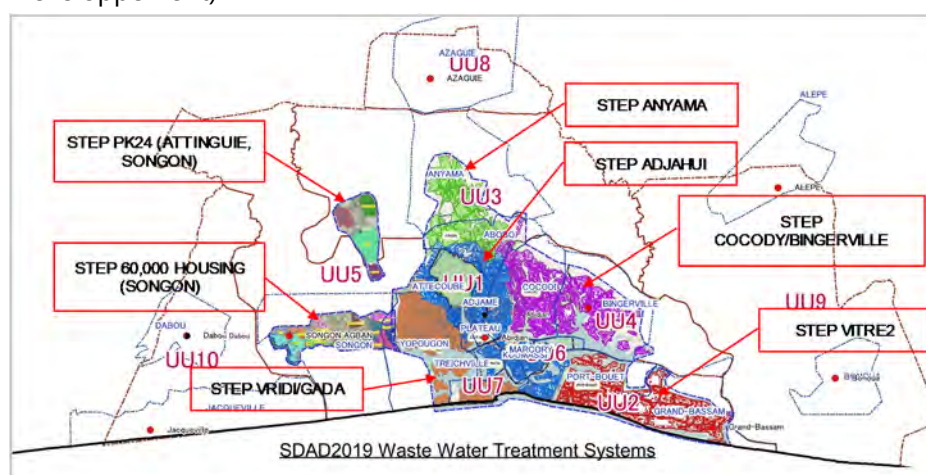 AZAGUIE
UU8
AZAGUIE
STEP ANYAMA
ALEPE
STEP PK24 (ATTINGUIE,
SONGON)
STEP ADJAHUI
ANYAMA
UU3
ALEPE
STEP
COCODY/BINGERVILLE
ABOBO
STEP 60,000 HOUSING
(SONGON)
UU5
UU1
ATTECOUBE
COCODY
ADJAME
BINGERVILLE
UU9
UU4
DABOU
Dabou
PLATEAU
STEP VITRE2
SONGON AGBAN
SONGON
YOPOUGON
UU10
MARCORY
KOUMASSI
UU6
TREICHVILLE
PORT-BOUET
STEP VRIDI/GADA
UU7
UU2
JACQUEVILLE
GRAND-BASSAM
Jacqueville
Grand-Bassam
SDAD2019 Waste Water Treatment Systems